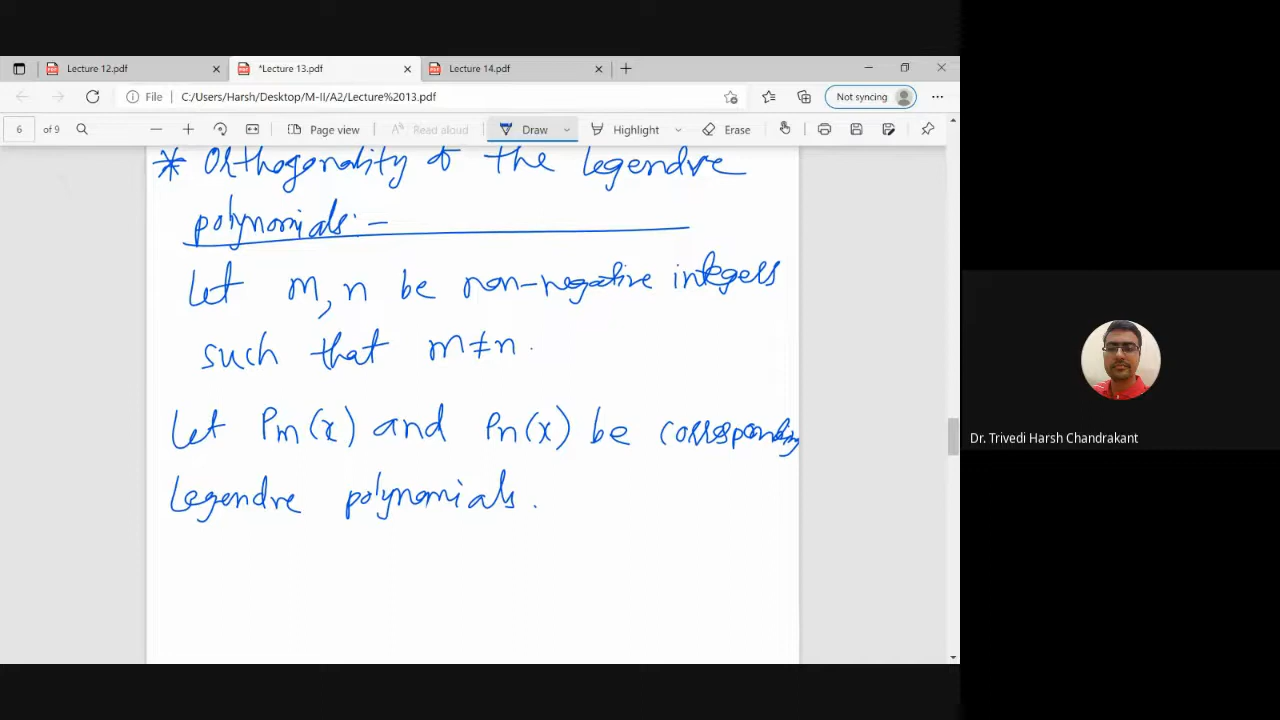 Lecture 12.pdf
*Lecture 13.pdf
Lecture 14.pdf
File
C:/Users/Harsh/Desktop/M-II/A2/Lecture%2013.pdf
Not syncing
6 of 9
Page view
Read aloud
Draw
Highlight
Erase
* Orthogonality of the Legendre
polynomials:-
Let m, n be non-negative integers
such that m≠n.
Let Pm(x) and Pn(x) be corresponding
Legendre polynomials.
Dr. Trivedi Harsh Chandrakant